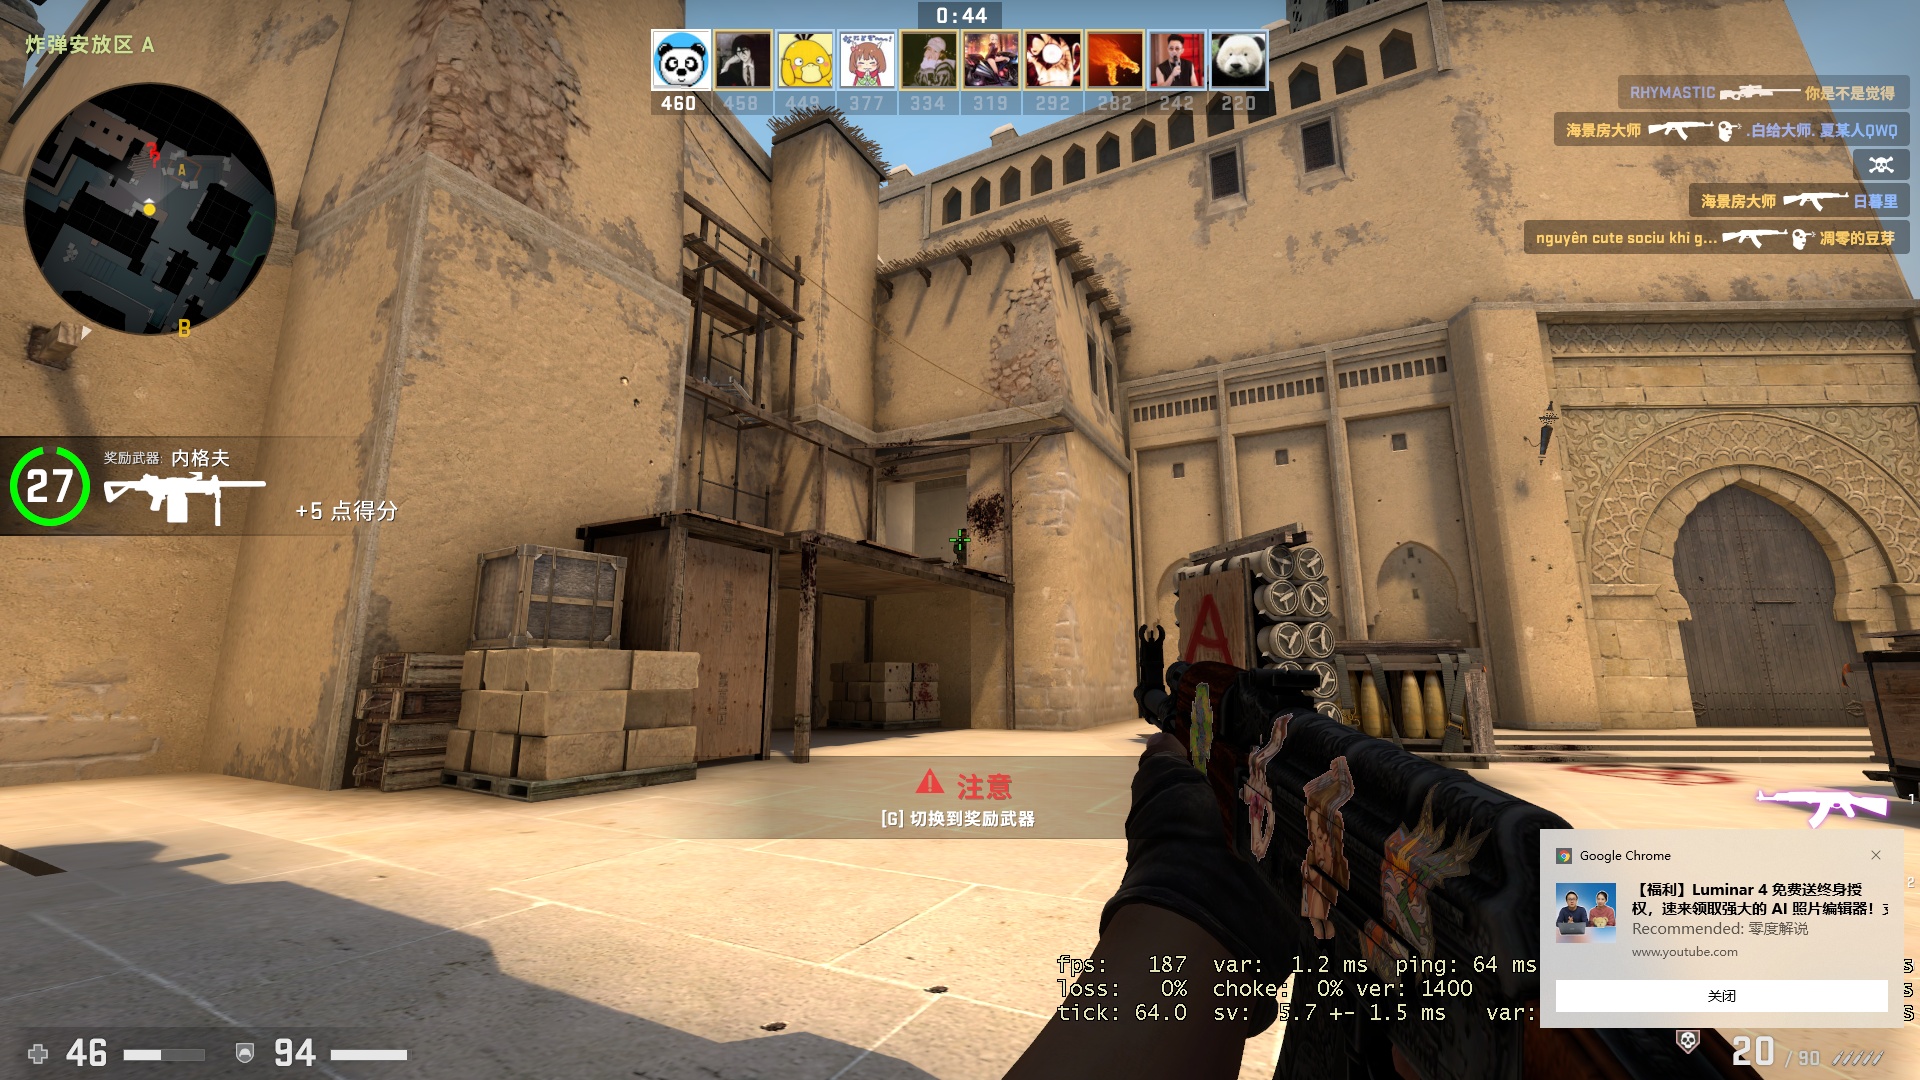 0:44
炸弹安放区 A
460 458 448 377 334 319 292 282 242 220
RHYMASTIC 你是不是觉得
海景房大师 .白给大师. 夏某人QWQ
海景房大师 日暮里
nguyên cute sociu khỉ g... 凋零的豆芽
A
B
27
奖励武器: 内格夫
+5 点得分
A
注意
[G] 切换到奖励武器
1
2
Google Chrome
【福利】Luminar 4 免费送终身授
权，速来领取强大的 AI 照片编辑器！
Recommended: 零度解说
www.youtube.com
关闭
fps: 187 var: 1.2 ms ping: 64 ms
loss: 0% choke: 0% ver: 1400
tick: 64.0 sv: 5.7 +- 1.5 ms var:
46
94
20 / 90